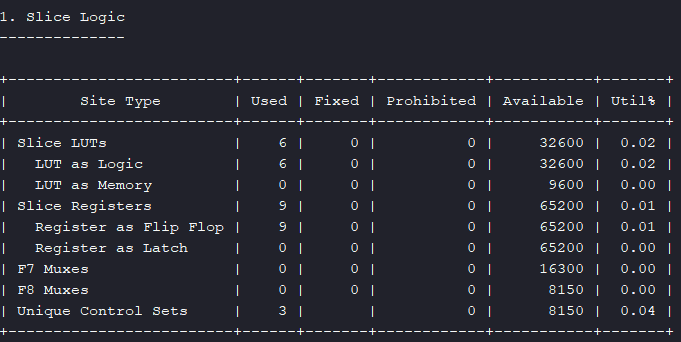 1. Slice Logic
--------------
+-------------------------+------+-------+------------+-----------+-------+
|        Site Type        | Used | Fixed | Prohibited | Available | Util% |
+-------------------------+------+-------+------------+-----------+-------+
| Slice LUTs              |    6 |     0 |          0 |     32600 |  0.02 |
|   LUT as Logic          |    6 |     0 |          0 |     32600 |  0.02 |
|   LUT as Memory         |    0 |     0 |          0 |      9600 |  0.00 |
| Slice Registers         |    9 |     0 |          0 |     65200 |  0.01 |
|   Register as Flip Flop |    9 |     0 |          0 |     65200 |  0.01 |
|   Register as Latch     |    0 |     0 |          0 |     65200 |  0.00 |
| F7 Muxes                |    0 |     0 |          0 |     16300 |  0.00 |
| F8 Muxes                |    0 |     0 |          0 |      8150 |  0.00 |
| Unique Control Sets     |    3 |       |          0 |      8150 |  0.04 |
+-------------------------+------+-------+------------+-----------+-------+